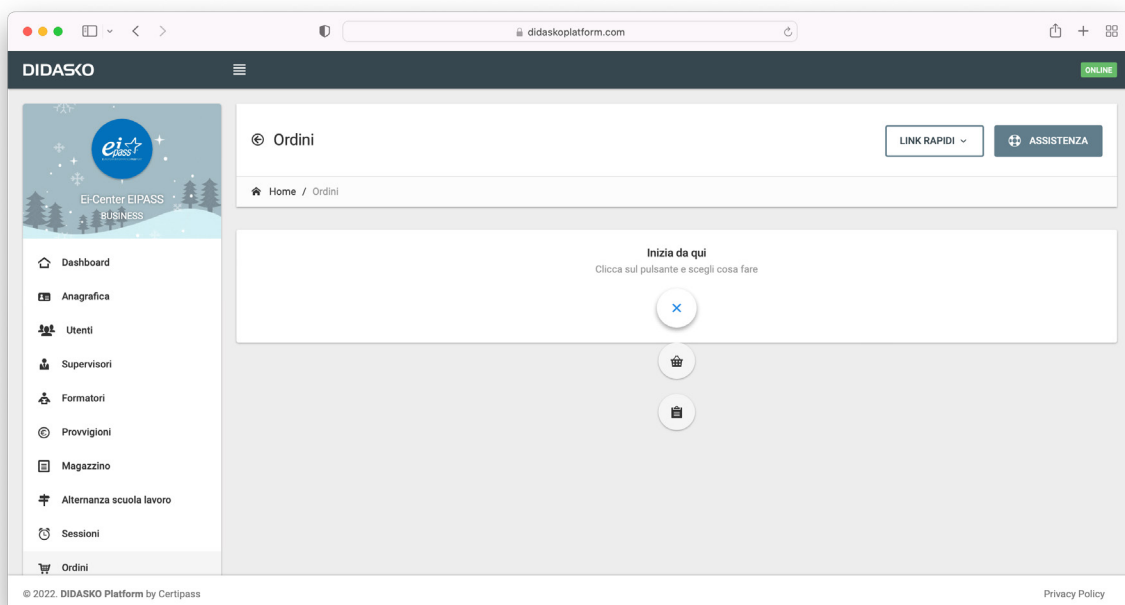 didaskoplatform.com
DIDASKO
ONLINE
eipass
Ei-Center EIPASS
BUSINESS
Dashboard
Anagrafica
Utenti
Supervisori
Formatori
Provvigioni
Magazzino
Alternanza scuola lavoro
Sessioni
Ordini
Ordini
LINK RAPIDI
ASSISTENZA
Home / Ordini
Inizia da qui
Clicca sul pulsante e scegli cosa fare
© 2022. DIDASKO Platform by Certipass
Privacy Policy